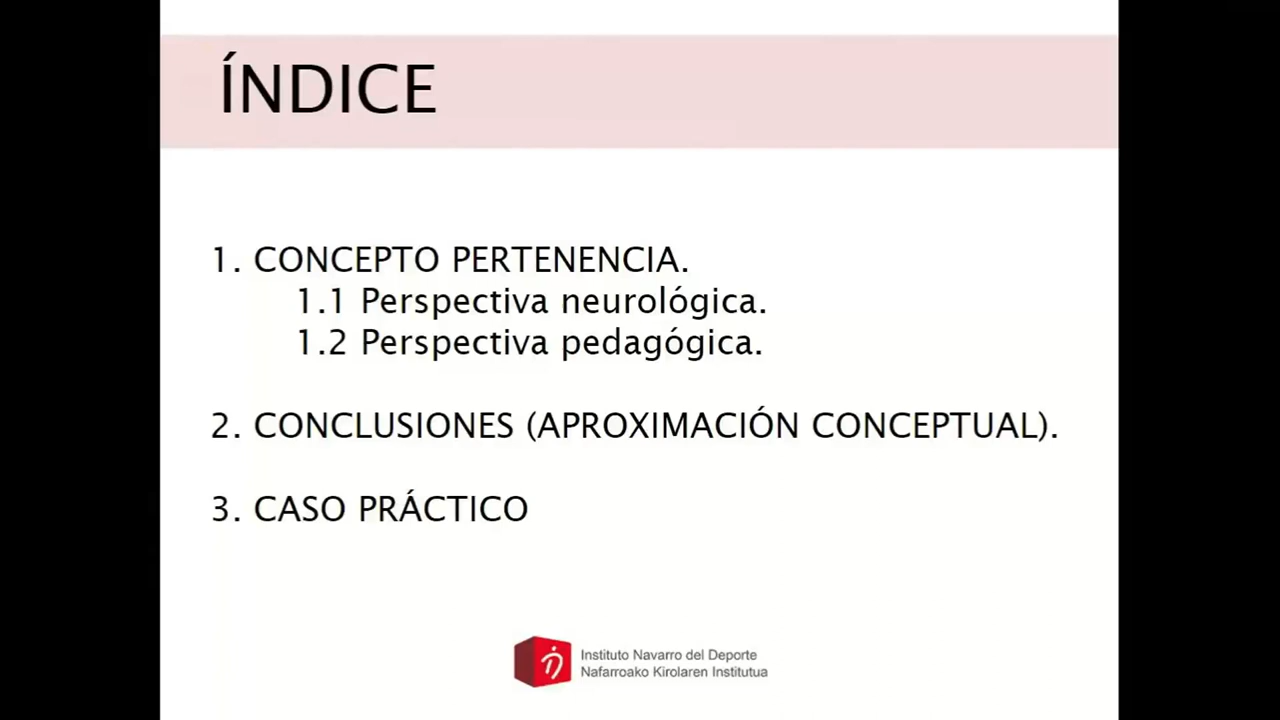 ÍNDICE
1. CONCEPTO PERTENENCIA.
1.1 Perspectiva neurológica.
1.2 Perspectiva pedagógica.
2. CONCLUSIONES (APROXIMACIÓN CONCEPTUAL).
3. CASO PRÁCTICO
Instituto Navarro del Deporte
Nafarroako Kirolaren Institutua